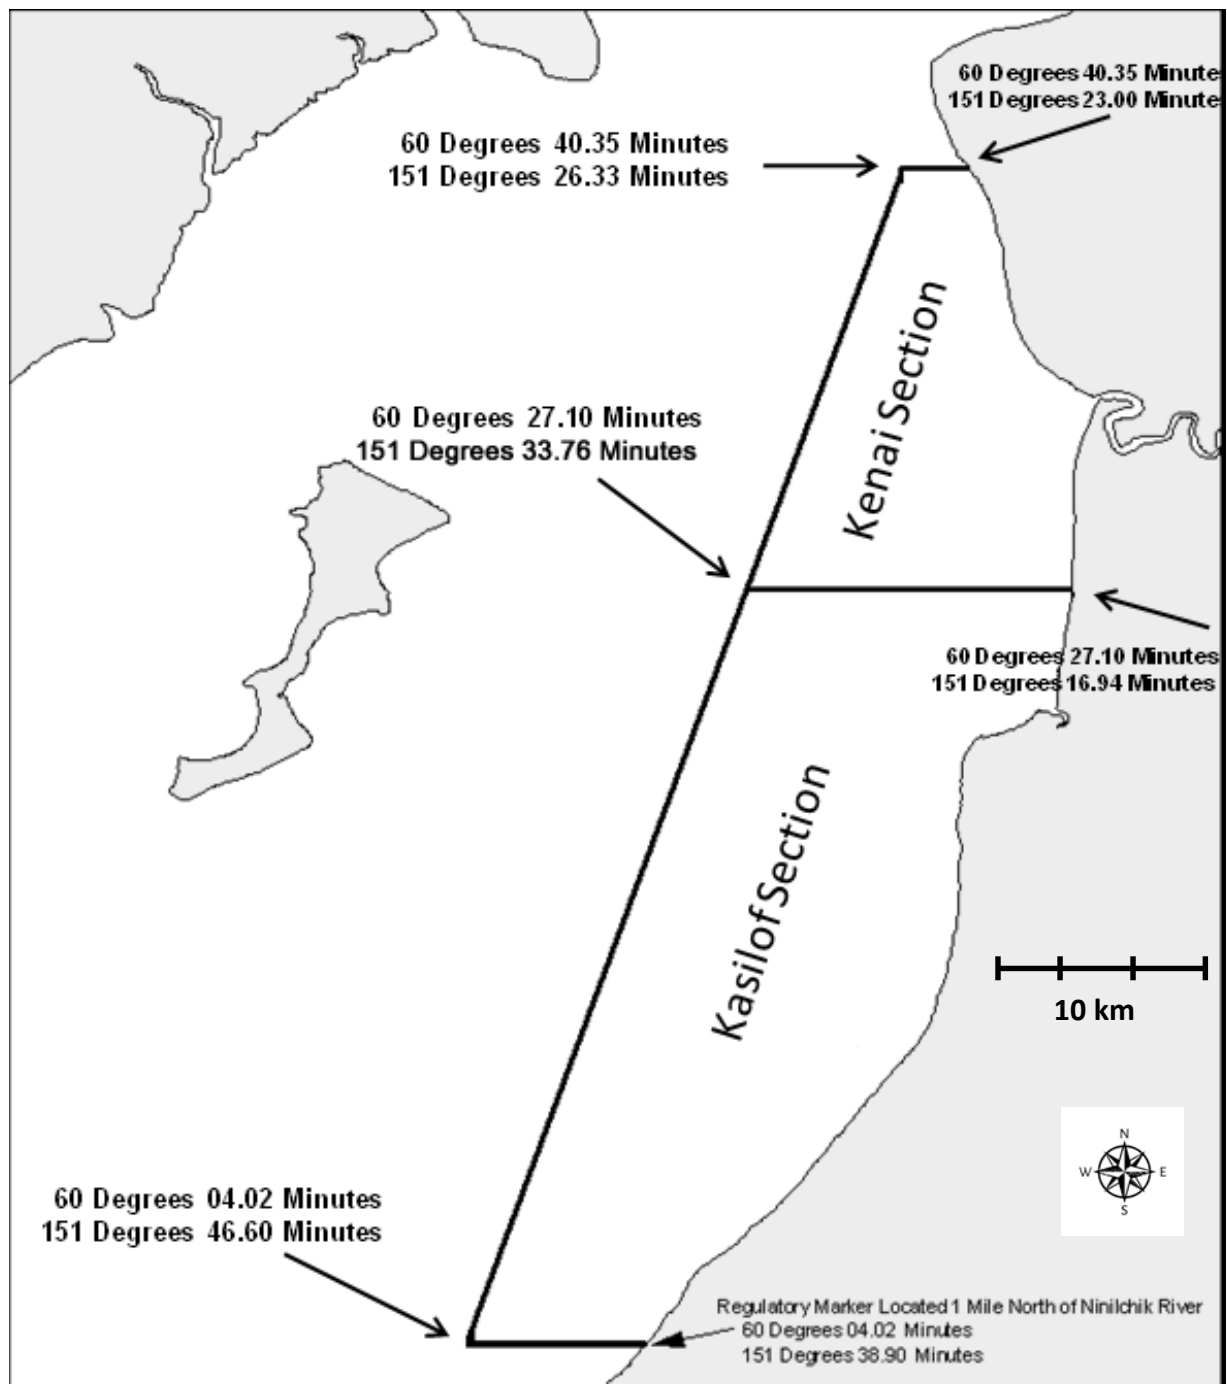 60 Degrees 40.35 Minute
151 Degrees 23.00 Minute
60 Degrees 40.35 Minutes
151 Degrees 26.33 Minutes
Kenai Section
60 Degrees 27.10 Minutes
151 Degrees 33.76 Minutes
60 Degrees 27.10 Minutes
151 Degrees 16.94 Minutes
Kasilof Section
10 km
N
W E
S
60 Degrees 04.02 Minutes
151 Degrees 46.60 Minutes
Regulatory Marker Located 1 Mile North of Ninilchik River
60 Degrees 04.02 Minutes
151 Degrees 38.90 Minutes